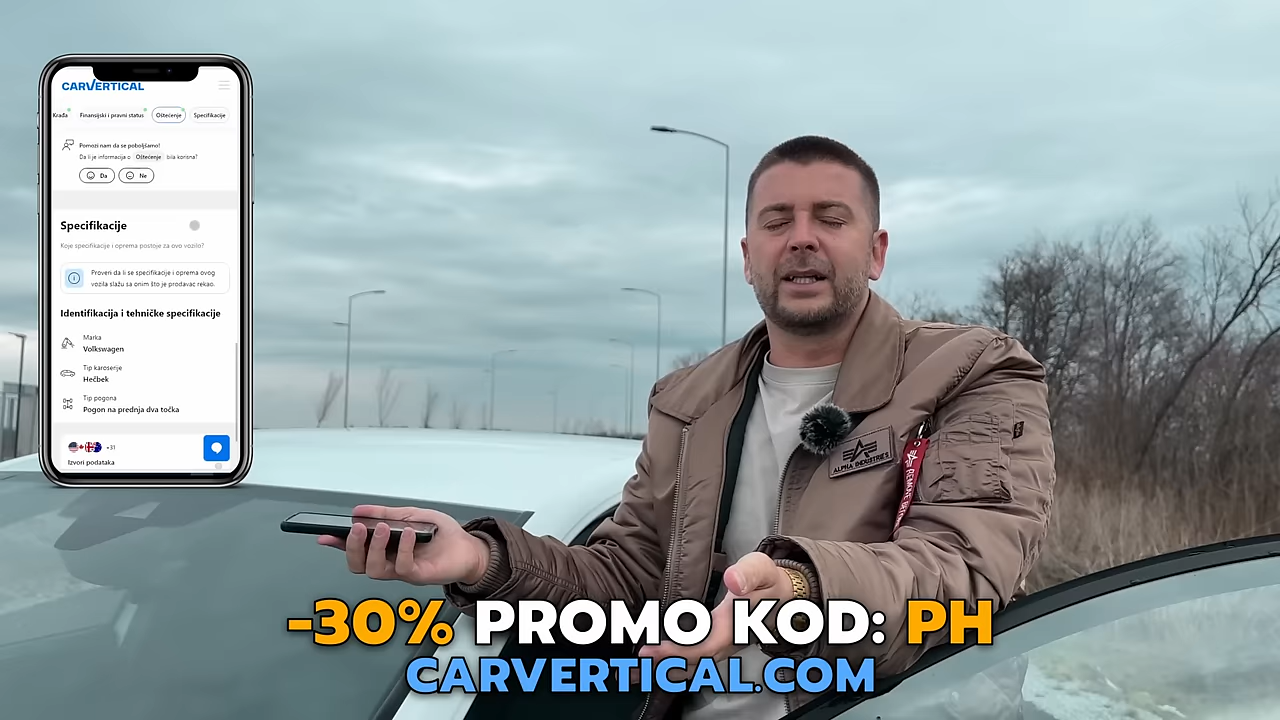 CARVERTICAL
Krađa Finansijski i pravni status Oštećenje Specifikacije
Pomozi nam da se poboljšamo!
Da li je informacija o Oštećenje bila korisna?
Da Ne
Specifikacije
Koje specifikacije i oprema postoje za ovo vozilo?
Proveri da li se specifikacije i oprema ovog
vozila slažu sa onim što je prodavac rekao.
Identifikacija i tehničke specifikacije
Marka
Volkswagen
Tip karoserije
Hečbek
Tip pogona
Pogon na prednja dva točka
+31
Izvori podataka
ALPHA INDUSTRIES
-30% PROMO KOD: PH
CARVERTICAL.COM